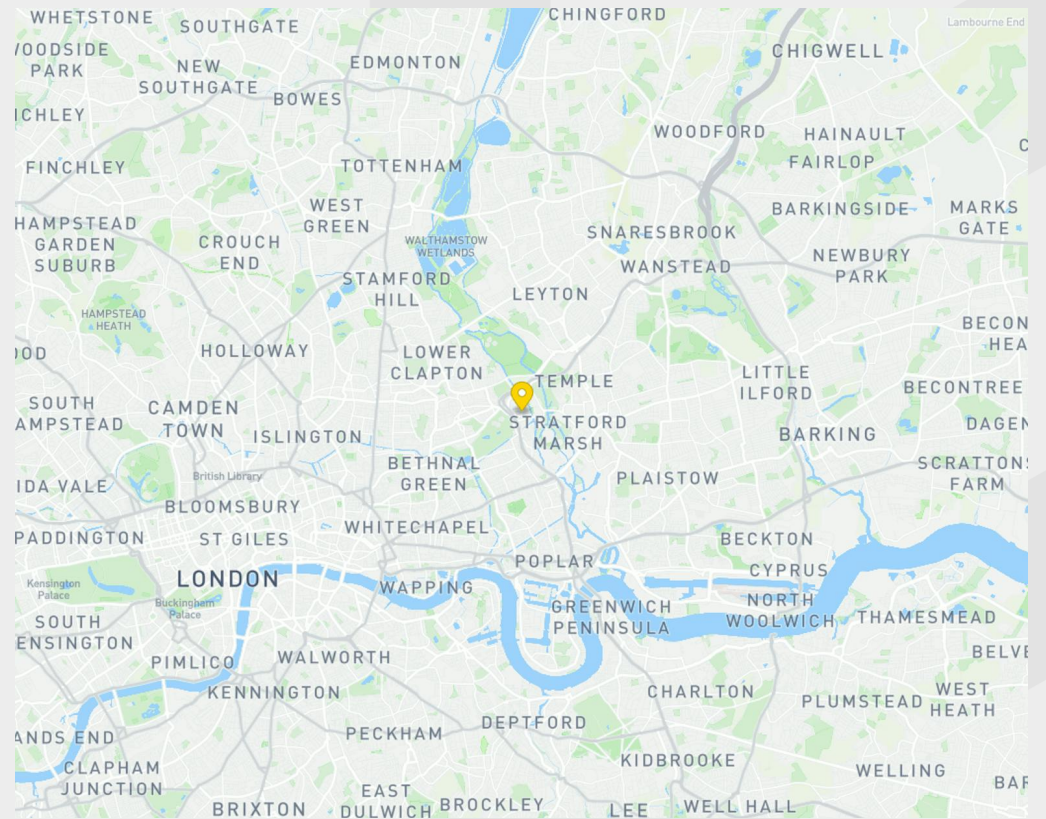 WHETSTONE
SOUTHGATE
CHINGFORD
Lambourne End
WOODSIDE
PARK
NEW
SOUTHGATE
EDMONTON
CHIGWELL
BOWES
WOODFORD
HAINAULT
FAIRLOP
FINCHLEY
TOTTENHAM
WEST
GREEN
BARKINGSIDE
MARKS
GATE
HAMPSTEAD
GARDEN
SUBURB
CROUCH
END
WALTHAMSTOW
WETLANDS
SNARESBROOK
WANSTEAD
NEWBURY
PARK
STAMFORD
HILL
LEYTON
HAMPSTEAD
HEATH
BECON
HEA
OOD
HOLLOWAY
LOWER
CLAPTON
TEMPLE
LITTLE
ILFORD
BECONTREE
SOUTH
AMPSTEAD
CAMDEN
TOWN
ISLINGTON
STRATFORD
MARSH
BARKING
DAGEN
BETHNAL
GREEN
PLAISTOW
SCRATTONS
FARM
IDA VALE
British Library
BLOOMSBURY
PADDINGTON
ST GILES
WHITECHAPEL
BECKTON
POPLAR
CYPRUS
Kensington
Palace
LONDON
WAPPING
Buckingham
Palace
GREENWICH
PENINSULA
NORTH
WOOLWICH
THAMESMEAD
SOUTH
ENSINGTON
PIMLICO
WALWORTH
BELVE
KENNINGTON
CHARLTON
PLUMSTEAD
WEST
HEATH
ANDS END
PECKHAM
DEPTFORD
CLAPHAM
JUNCTION
KIDBROOKE
WELLING
BAR
BRIXTON
EAST
DULWICH
BROCKLEY
LEE
WELL HALL